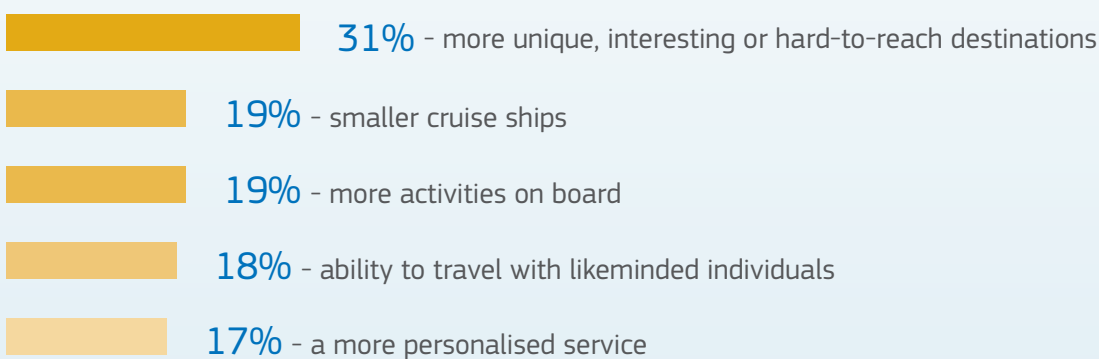 31% - more unique, interesting or hard-to-reach destinations
19% - smaller cruise ships
19% - more activities on board
18% - ability to travel with likeminded individuals
17% - a more personalised service